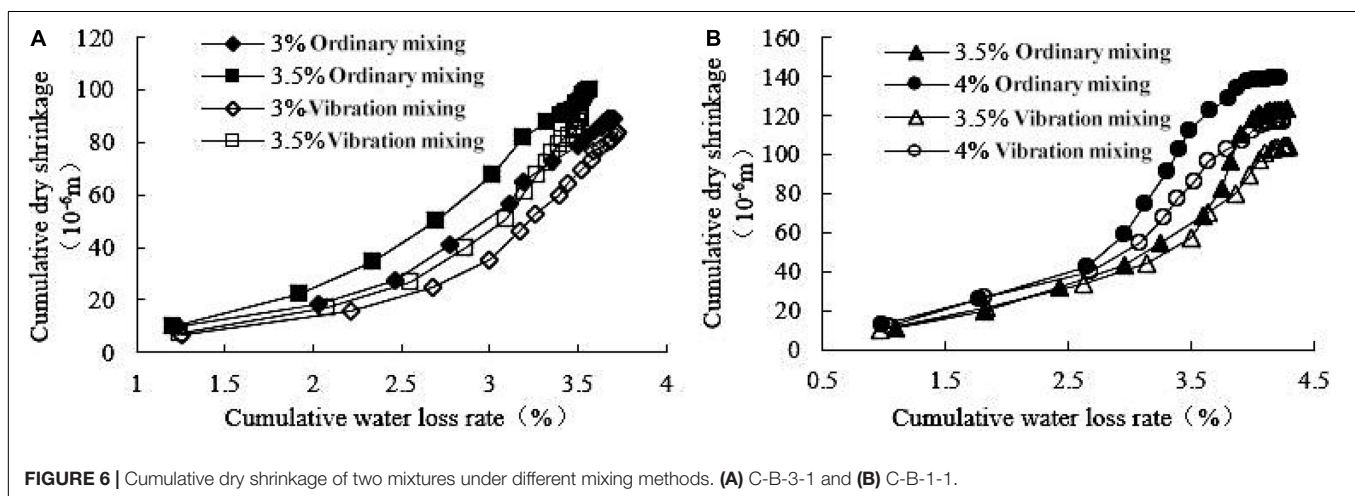 A
Cumulative dry shrinkage
（10⁻⁶m）
120
100
80
60
40
20
0
3% Ordinary mixing
3.5% Ordinary mixing
3% Vibration mixing
3.5% Vibration mixing
1
1.5
2
2.5
3
3.5
4
Cumulative water loss rate（%）
B
Cumulative dry shrinkage
（10⁻⁶m）
160
140
120
100
80
60
40
20
0
3.5% Ordinary mixing
4% Ordinary mixing
3.5% Vibration mixing
4% Vibration mixing
0.5
1.5
2.5
3.5
4.5
Cumulative water loss rate（%）
FIGURE 6 | Cumulative dry shrinkage of two mixtures under different mixing methods. (A) C-B-3-1 and (B) C-B-1-1.